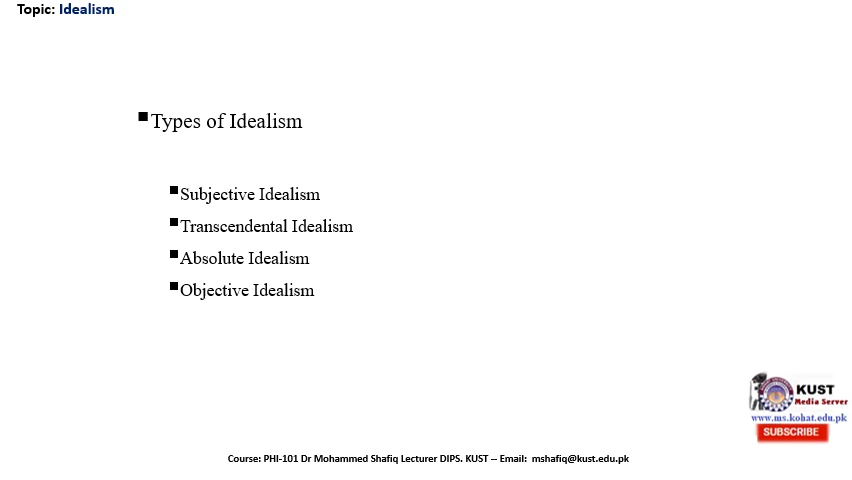 Topic: Idealism
Types of Idealism
Subjective Idealism
Transcendental Idealism
Absolute Idealism
Objective Idealism
KUST
Media Server
www.ms.kohat.edu.pk
SUBSCRIBE
Course: PHI-101 Dr Mohammed Shafiq Lecturer DIPS. KUST -- Email: mshafiq@kust.edu.pk